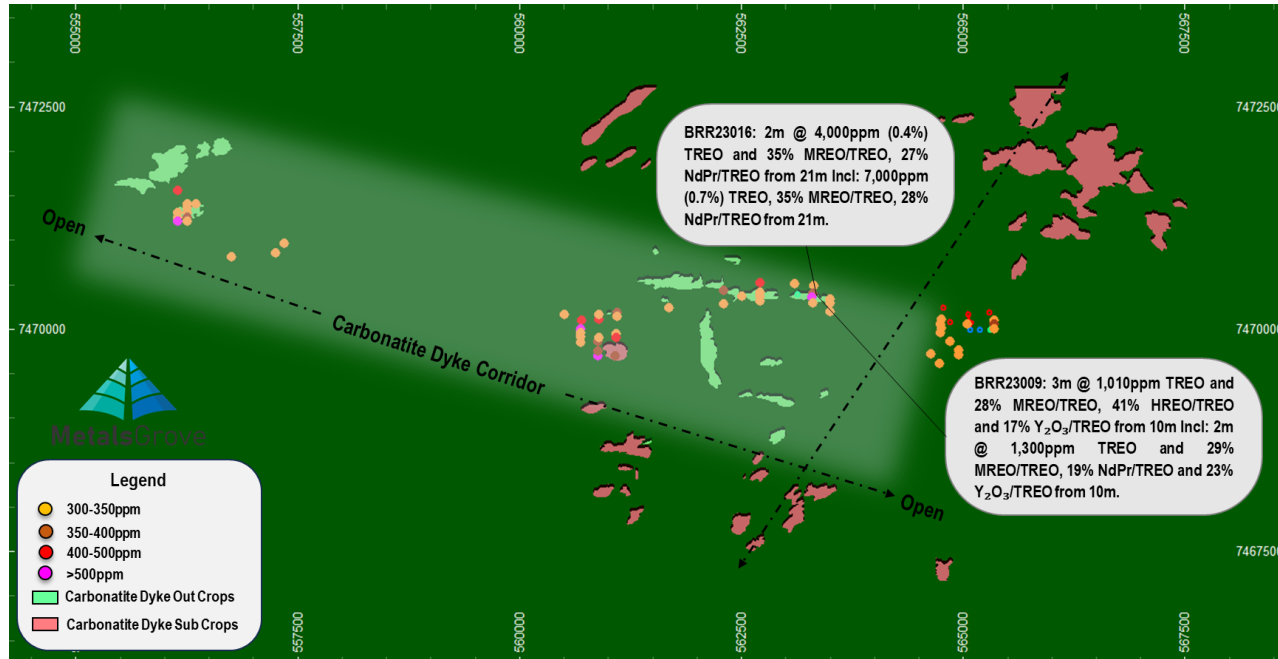 555000
557500
560000
562500
565000
567500
7472500
7472500
BRR23016: 2m @ 4,000ppm (0.4%)
TREO and 35% MREO/TREO, 27%
NdPr/TREO from 21m Incl: 7,000ppm
(0.7%) TREO, 35% MREO/TREO, 28%
NdPr/TREO from 21m.
Open
Carbonatite Dyke Corridor
Open
7470000
7470000
BRR23009: 3m @ 1,010ppm TREO and
28% MREO/TREO, 41% HREO/TREO
and 17% Y₂O₃/TREO from 10m Incl: 2m
@ 1,300ppm TREO and 29%
MREO/TREO, 19% NdPr/TREO and 23%
Y₂O₃/TREO from 10m.
MetalsGrove
Legend
300-350ppm
350-400ppm
400-500ppm
>500ppm
Carbonatite Dyke Out Crops
Carbonatite Dyke Sub Crops
7467500
557500
560000
562500
565000
567500